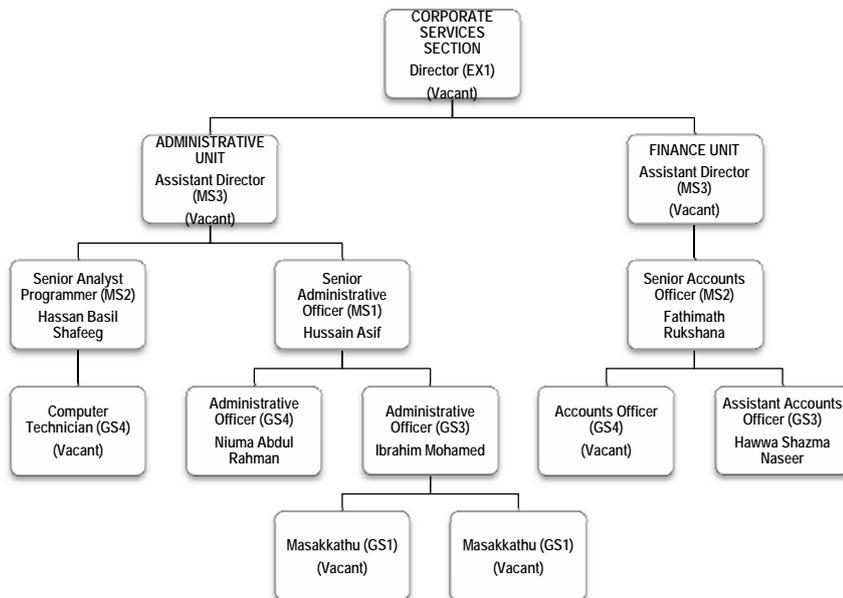 CORPORATE
SERVICES
SECTION
Director (EX1)
(Vacant)
ADMINISTRATIVE
UNIT
Assistant Director
(MS3)
(Vacant)
FINANCE UNIT
Assistant Director
(MS3)
(Vacant)
Senior Analyst
Programmer (MS2)
Hassan Basil
Shafeeg
Senior
Administrative
Officer (MS1)
Hussain Asif
Senior Accounts
Officer (MS2)
Fathimath
Rukshana
Computer
Technician (GS4)
(Vacant)
Administrative
Officer (GS4)
Niuma Abdul
Rahman
Administrative
Officer (GS3)
Ibrahim Mohamed
Accounts Officer
(GS4)
(Vacant)
Assistant Accounts
Officer (GS3)
Hawwa Shazma
Naseer
Masakkathu (GS1)
(Vacant)
Masakkathu (GS1)
(Vacant)